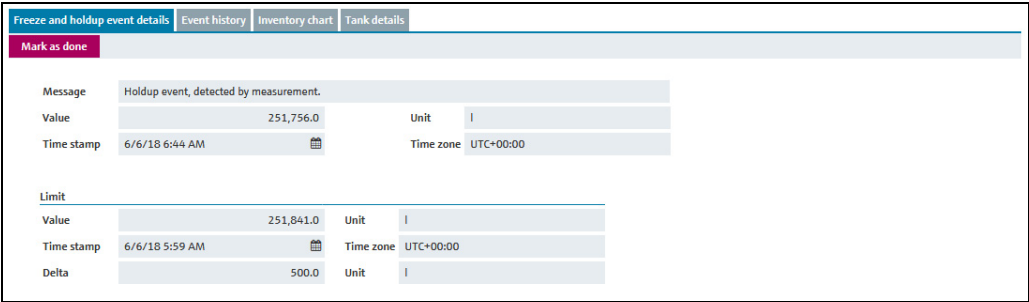 Freeze and holdup event details Event history Inventory chart Tank details
Mark as done
Message Holdup event, detected by measurement.
Value 251,756.0 Unit l
Time stamp 6/6/18 6:44 AM Time zone UTC+00:00
Limit
Value 251,841.0 Unit l
Time stamp 6/6/18 5:59 AM Time zone UTC+00:00
Delta 500.0 Unit l